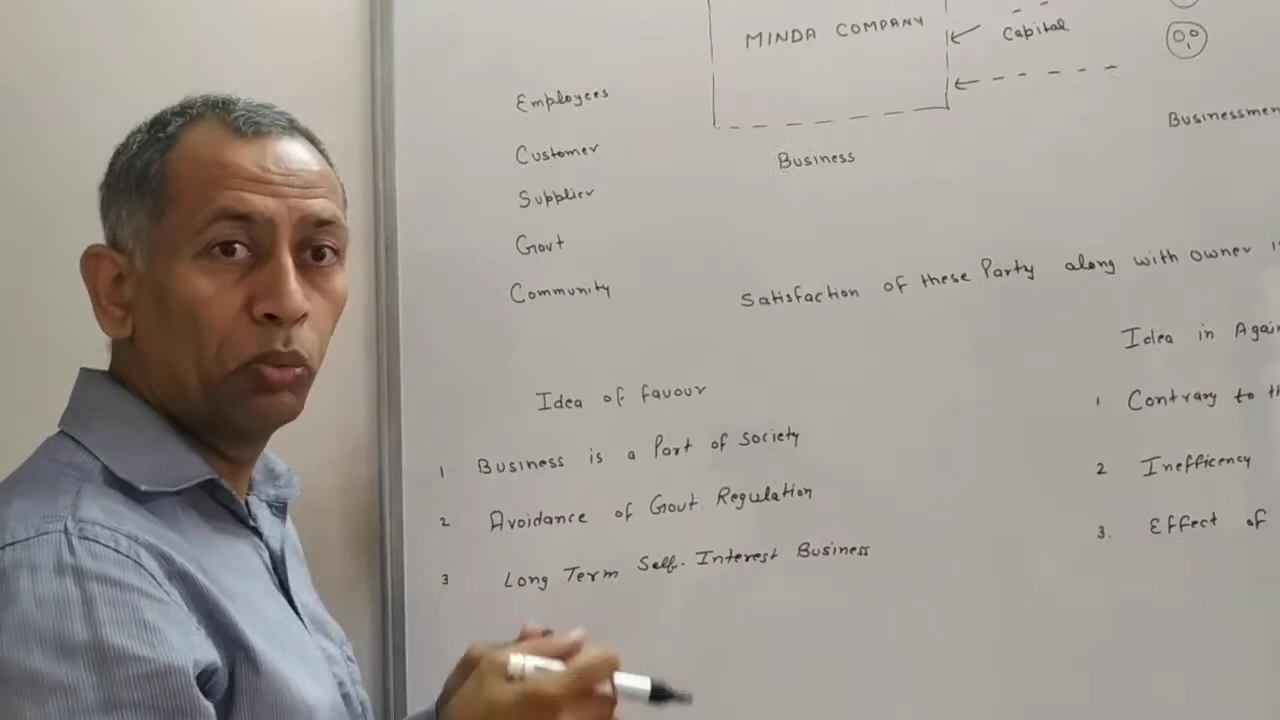 MINDA COMPANY
Capital
Employees
Customer
Supplier
Govt
Community
Business
Businessmen
Satisfaction of these Party along with owner
Idea of favour
1 Business is a Part of society
2 Avoidance of Govt. Regulation
3 Long Term Self-Interest Business
Idea in Again
1 Contrary to th
2 Inefficency
3. Effect of